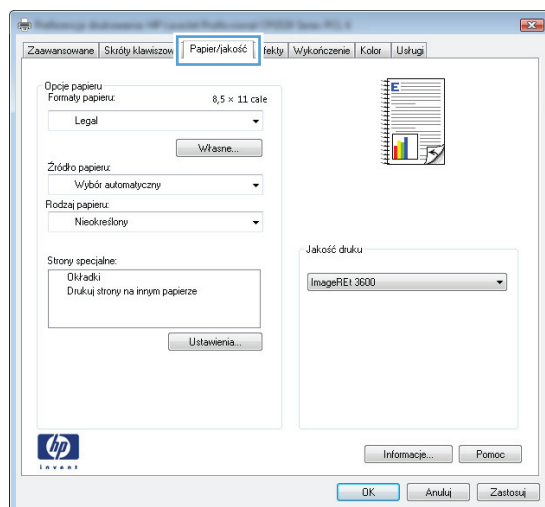 Zaawansowane Skróty klawiszow Papier/jakość fekty Wykończenie Kolor Usługi
Opcje papieru
Formaty papieru: 8,5 × 11 cale
Legal
Własne...
Źródło papieru:
Wybór automatyczny
Rodzaj papieru:
Nieokreślony
Strony specjalne:
Okładki
Drukuj strony na innym papierze
Ustawienia...
E
Jakość druku
ImageREt 3600
hp
invent
Informacje... Pomoc
OK Anuluj Zastosuj